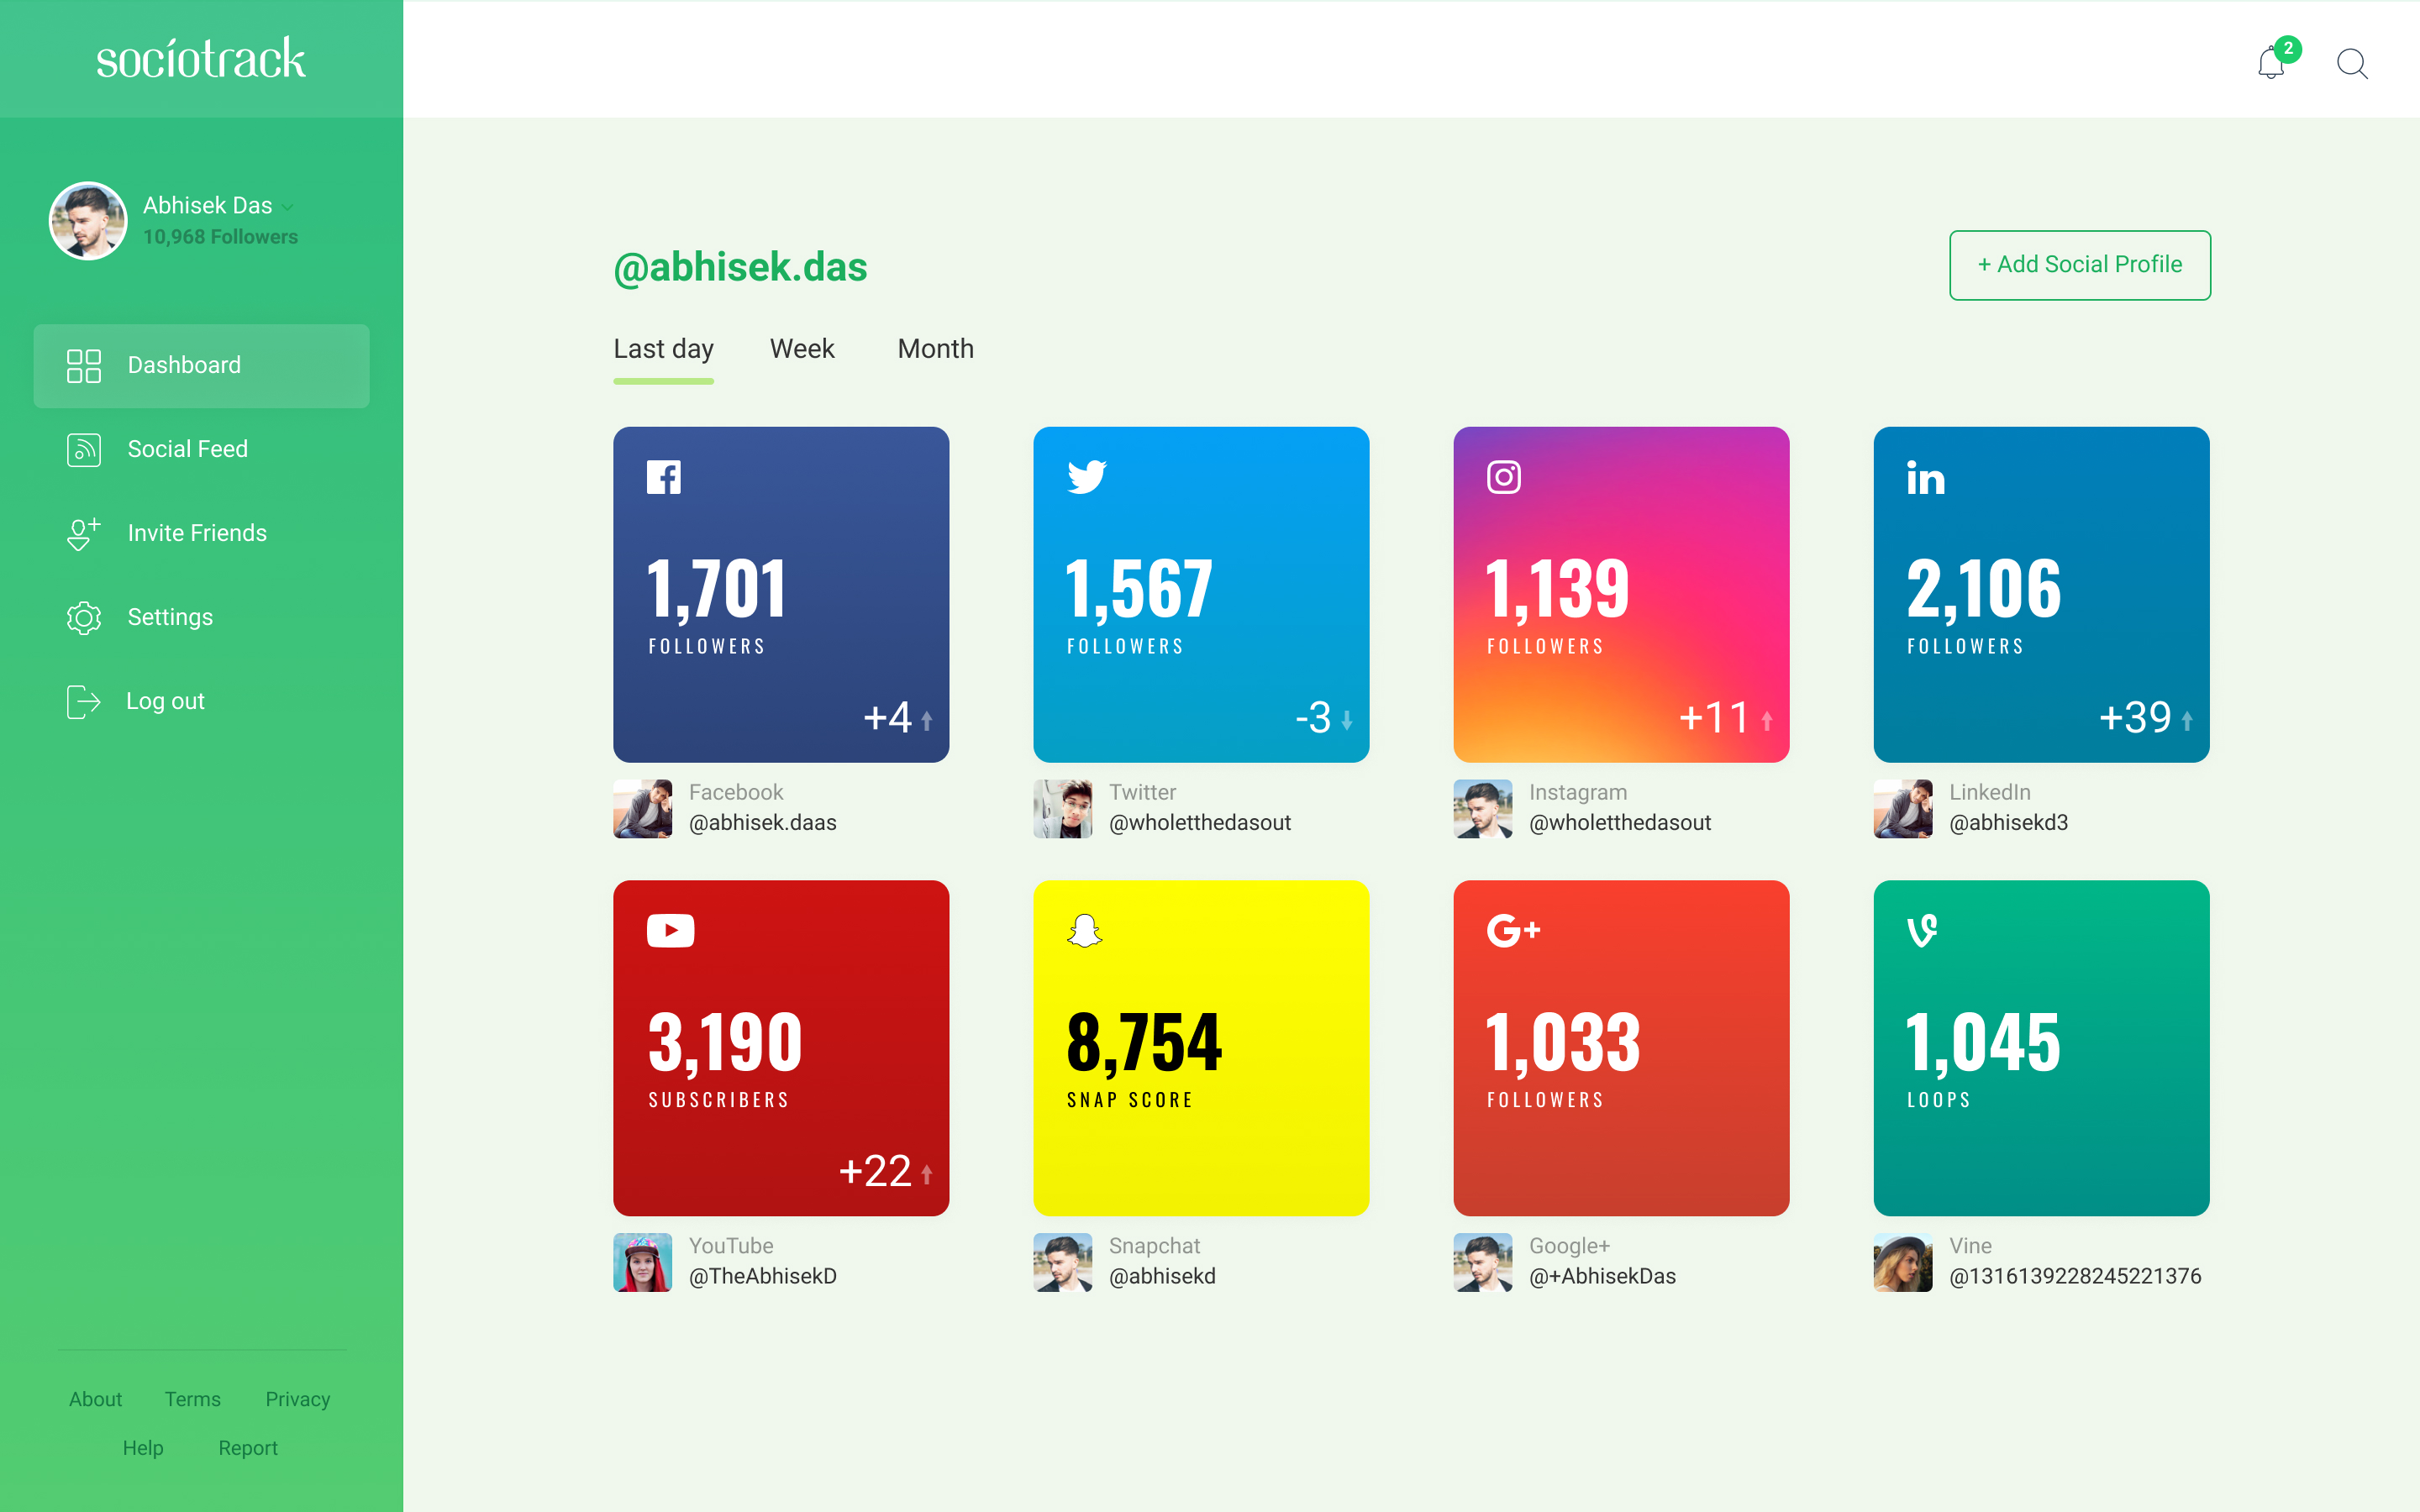 sociotrack
2
Abhisek Das
10,968 Followers
Dashboard
Social Feed
Invite Friends
Settings
Log out
About Terms Privacy
Help Report
@abhisek.das
+ Add Social Profile
Last day Week Month
1,701
FOLLOWERS
+4
Facebook
@abhisek.daas
1,567
FOLLOWERS
-3
Twitter
@wholetthedasout
1,139
FOLLOWERS
+11
Instagram
@wholetthedasout
in
2,106
FOLLOWERS
+39
LinkedIn
@abhisekd3
3,190
SUBSCRIBERS
+22
YouTube
@TheAbhisekD
8,754
SNAP SCORE
Snapchat
@abhisekd
G+
1,033
FOLLOWERS
Google+
@+AbhisekDas
1,045
LOOPS
Vine
@1316139228245221376